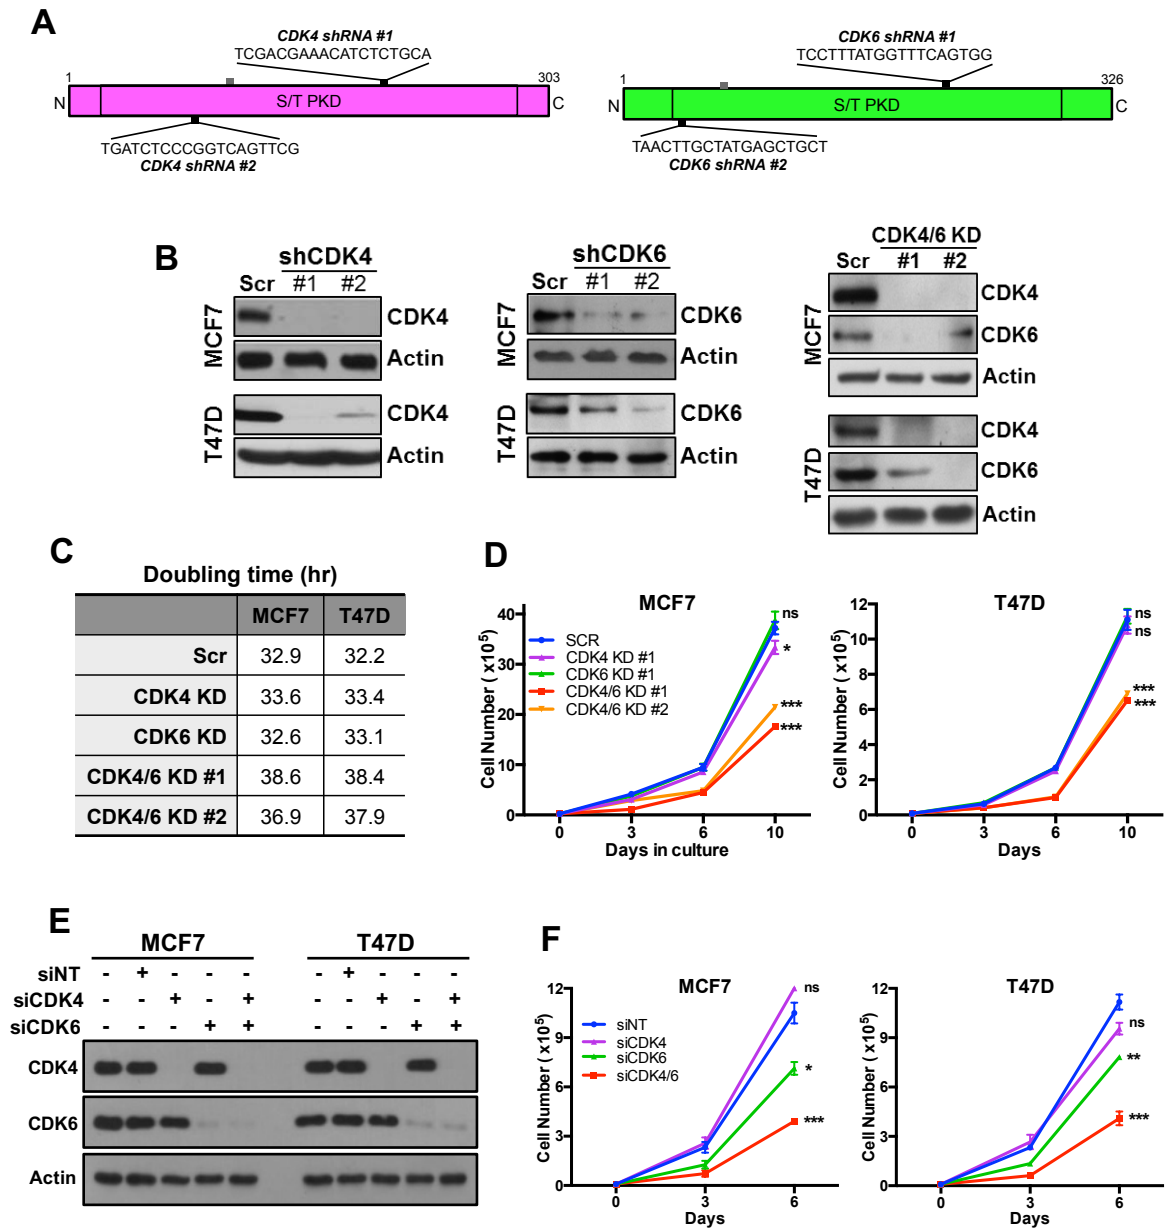 A
CDK4 shRNA #1
TCGACGAAACATCTCTGCA
1
303
N
S/T PKD
C
TGATCTCCCGGTCAGTTCG
CDK4 shRNA #2
CDK6 shRNA #1
TCCTTTATGGTTTCAGTGG
1
326
N
S/T PKD
C
TAACTTGCTATGAGCTGCT
CDK6 shRNA #2
B
shCDK4
Scr #1 #2
MCF7
CDK4
Actin
T47D
CDK4
Actin
shCDK6
Scr #1 #2
MCF7
CDK6
Actin
T47D
CDK6
Actin
CDK4/6 KD
Scr #1 #2
MCF7
CDK4
CDK6
Actin
T47D
CDK4
CDK6
Actin
C
Doubling time (hr)
MCF7 T47D
Scr 32.9 32.2
CDK4 KD 33.6 33.4
CDK6 KD 32.6 33.1
CDK4/6 KD #1 38.6 38.4
CDK4/6 KD #2 36.9 37.9
D
MCF7
Cell Number ( x10⁵)
40
30
20
10
0
SCR
CDK4 KD #1
CDK6 KD #1
CDK4/6 KD #1
CDK4/6 KD #2
ns
*
***
***
0 3 6 10
Days in culture
T47D
Cell Number ( x10⁵)
12
10
8
6
4
2
0
ns
ns
***
***
0 3 6 10
Days
E
MCF7 T47D
siNT - + - - - - + - - -
siCDK4 - - + - + - - + - +
siCDK6 - - - + + - - - + +
CDK4
CDK6
Actin
F
MCF7
Cell Number ( x10⁵)
12
9
6
3
0
siNT
siCDK4
siCDK6
siCDK4/6
ns
*
***
0 3 6
Days
T47D
Cell Number ( x10⁵)
12
9
6
3
0
ns
**
***
0 3 6
Days